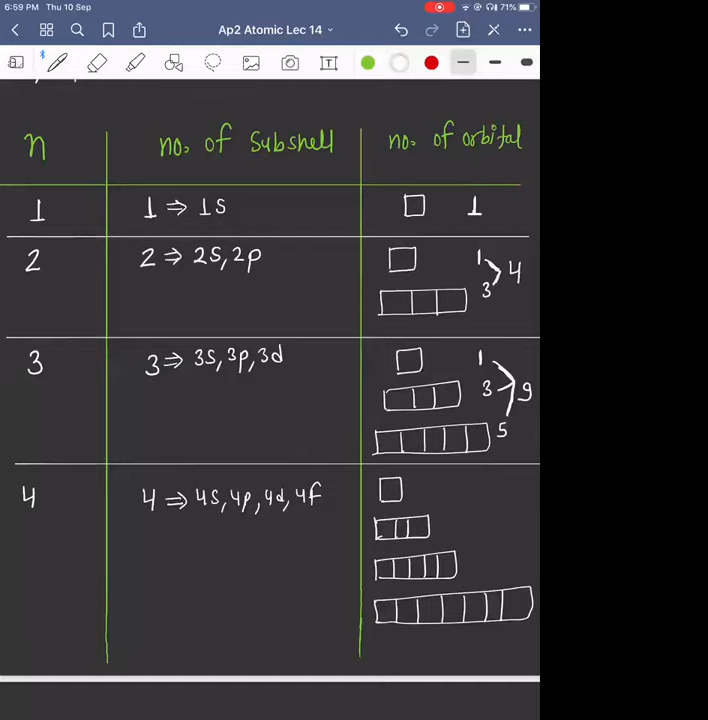 6:59 PM Thu 10 Sep 71%
Ap2 Atomic Lec 14
n no. of Subshell no. of orbital
1 1 ⇒ 1s 1
2 2 ⇒ 2s, 2p 1 3 > 4
3 3 ⇒ 3s, 3p, 3d 1 3 5 > 9
4 4 ⇒ 4s, 4p, 4d, 4f